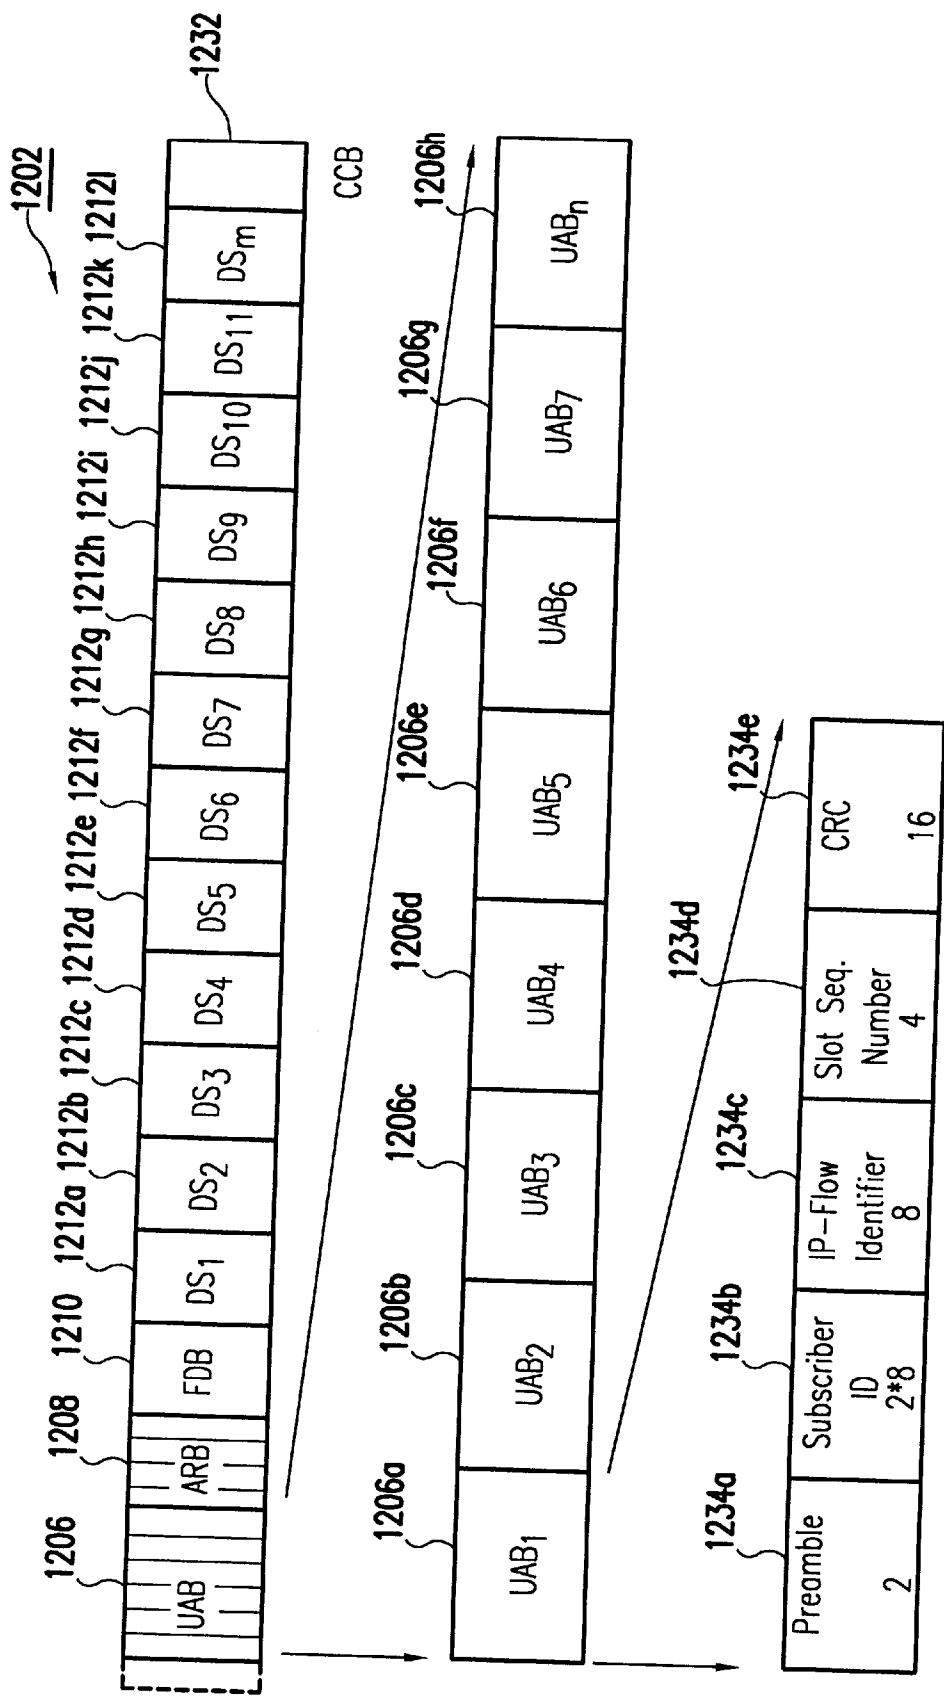 1202
1206 1208 1210 1212a 1212b 1212c 1212d 1212e 1212f 1212g 1212h 1212i 1212j 1212k 1212l
UAB ARB FDB DS1 DS2 DS3 DS4 DS5 DS6 DS7 DS8 DS9 DS10 DS11 DSm
1232
CCB
1206a 1206b 1206c 1206d 1206e 1206f 1206g 1206h
UAB1 UAB2 UAB3 UAB4 UAB5 UAB6 UAB7 UABn
1234a 1234b 1234c 1234d 1234e
Preamble
2
Subscriber
ID
2*8
IP-Flow
Identifier
8
Slot Seq.
Number
4
CRC
16